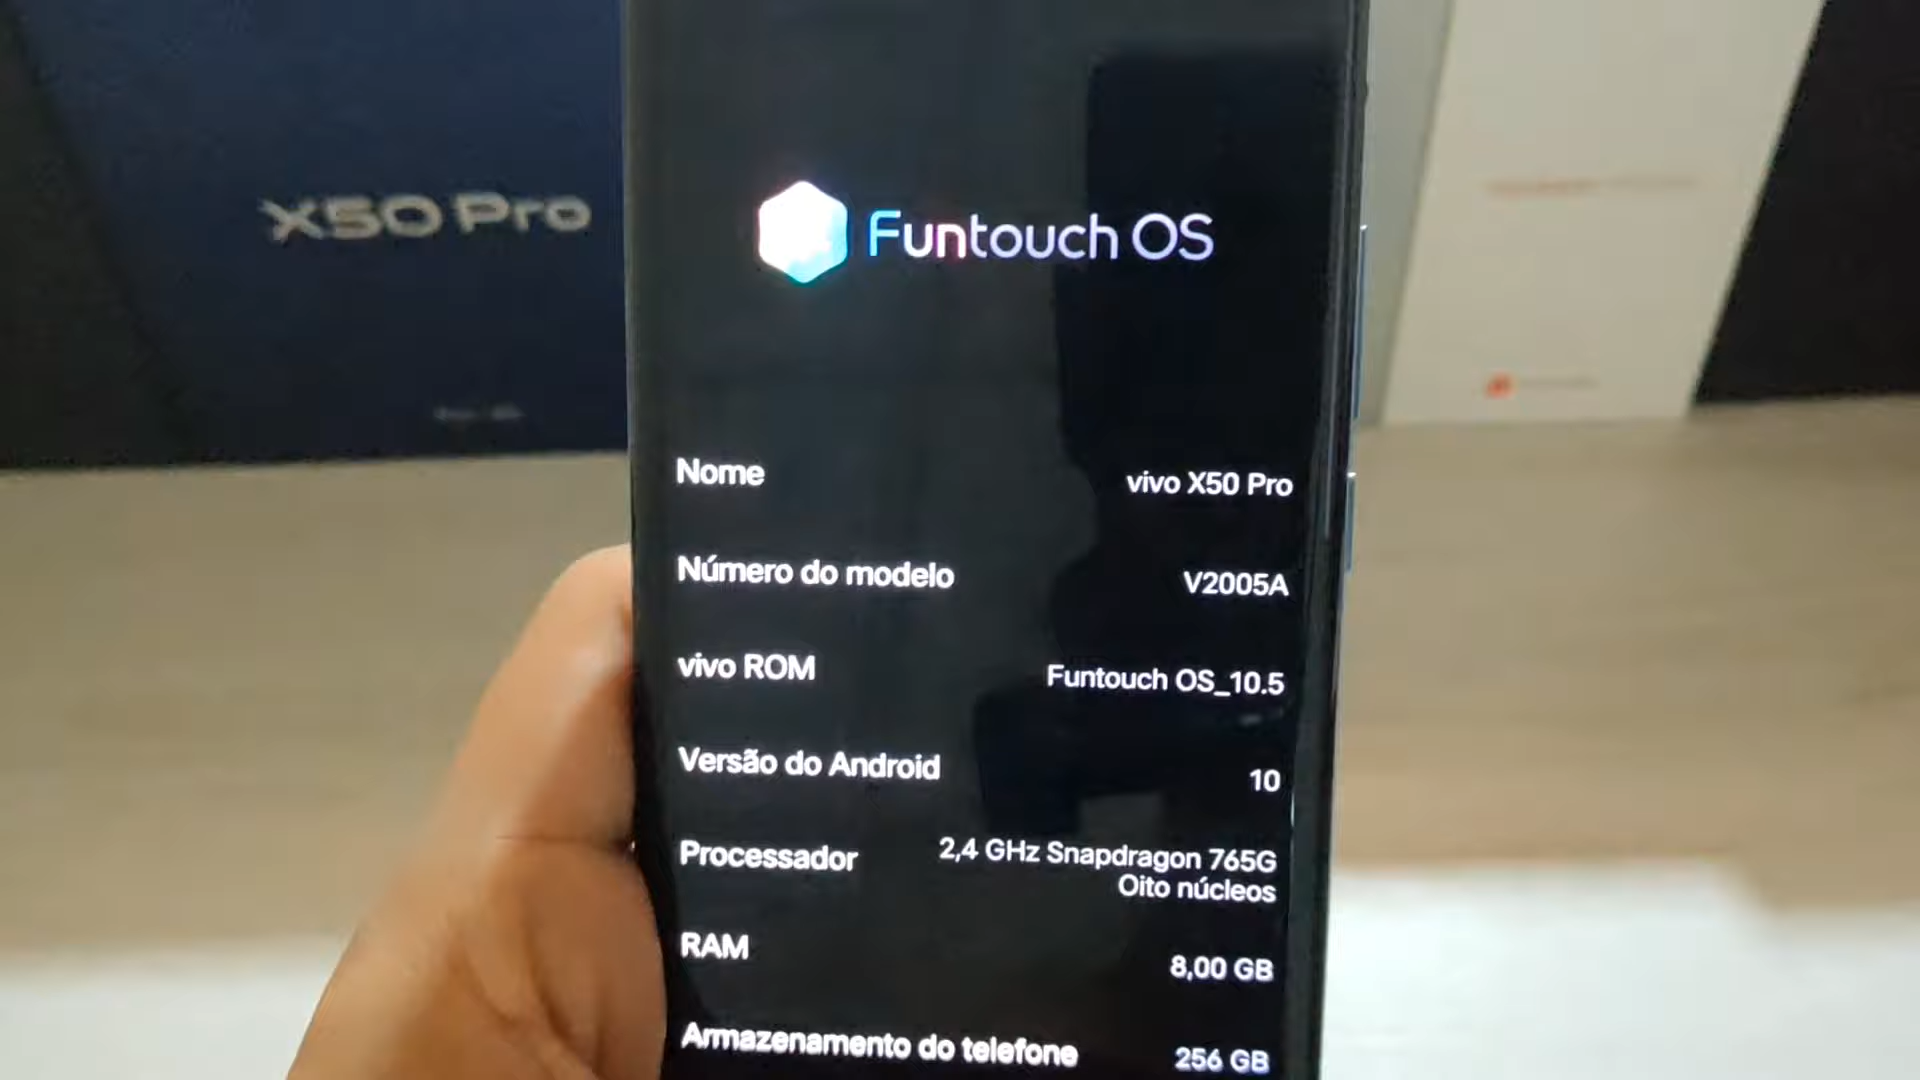 X50 Pro
Funtouch OS
Nome vivo X50 Pro
Número do modelo V2005A
vivo ROM Funtouch OS_10.5
Versão do Android 10
Processador 2,4 GHz Snapdragon 765G
Oito núcleos
RAM 8,00 GB
Armazenamento do telefone 256 GB